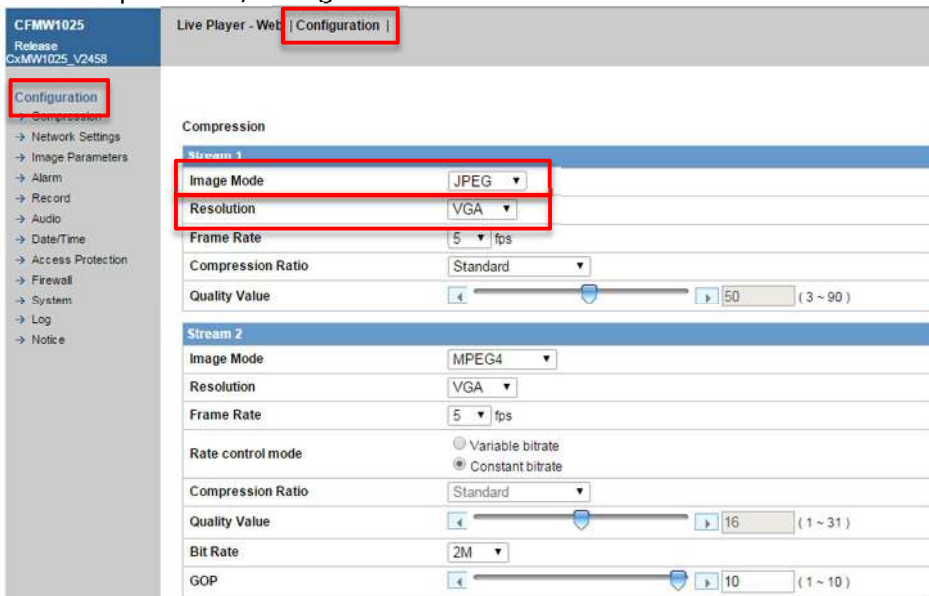 CFMW1025
Release
CxMW1025_V2458
Live Player - Web | Configuration |
Configuration
→ Compression
→ Network Settings
→ Image Parameters
→ Alarm
→ Record
→ Audio
→ Date/Time
→ Access Protection
→ Firewall
→ System
→ Log
→ Notice
Compression
Stream 1
Image Mode JPEG
Resolution VGA
Frame Rate 5 fps
Compression Ratio Standard
Quality Value 50 ( 3 ~ 90 )
Stream 2
Image Mode MPEG4
Resolution VGA
Frame Rate 5 fps
Rate control mode Variable bitrate
Constant bitrate
Compression Ratio Standard
Quality Value 16 ( 1 ~ 31 )
Bit Rate 2M
GOP 10 ( 1 ~ 10 )